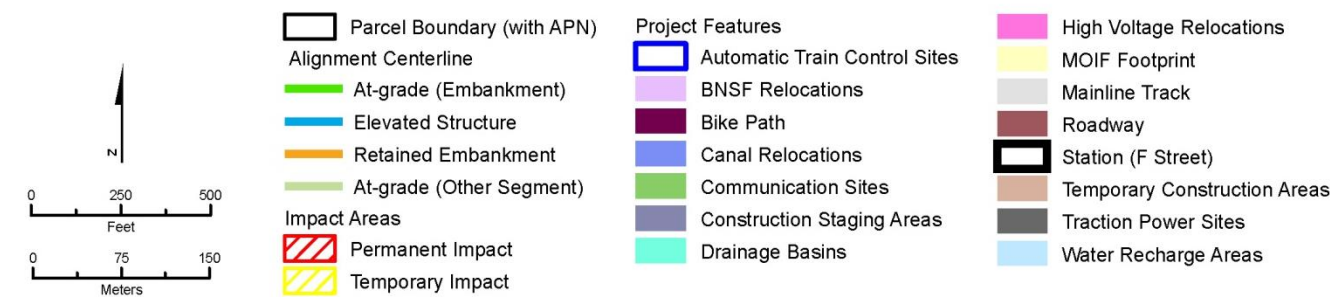 N
0 250 500
Feet
0 75 150
Meters
Parcel Boundary (with APN)
Alignment Centerline
At-grade (Embankment)
Elevated Structure
Retained Embankment
At-grade (Other Segment)
Impact Areas
Permanent Impact
Temporary Impact
Project Features
Automatic Train Control Sites
BNSF Relocations
Bike Path
Canal Relocations
Communication Sites
Construction Staging Areas
Drainage Basins
High Voltage Relocations
MOIF Footprint
Mainline Track
Roadway
Station (F Street)
Temporary Construction Areas
Traction Power Sites
Water Recharge Areas